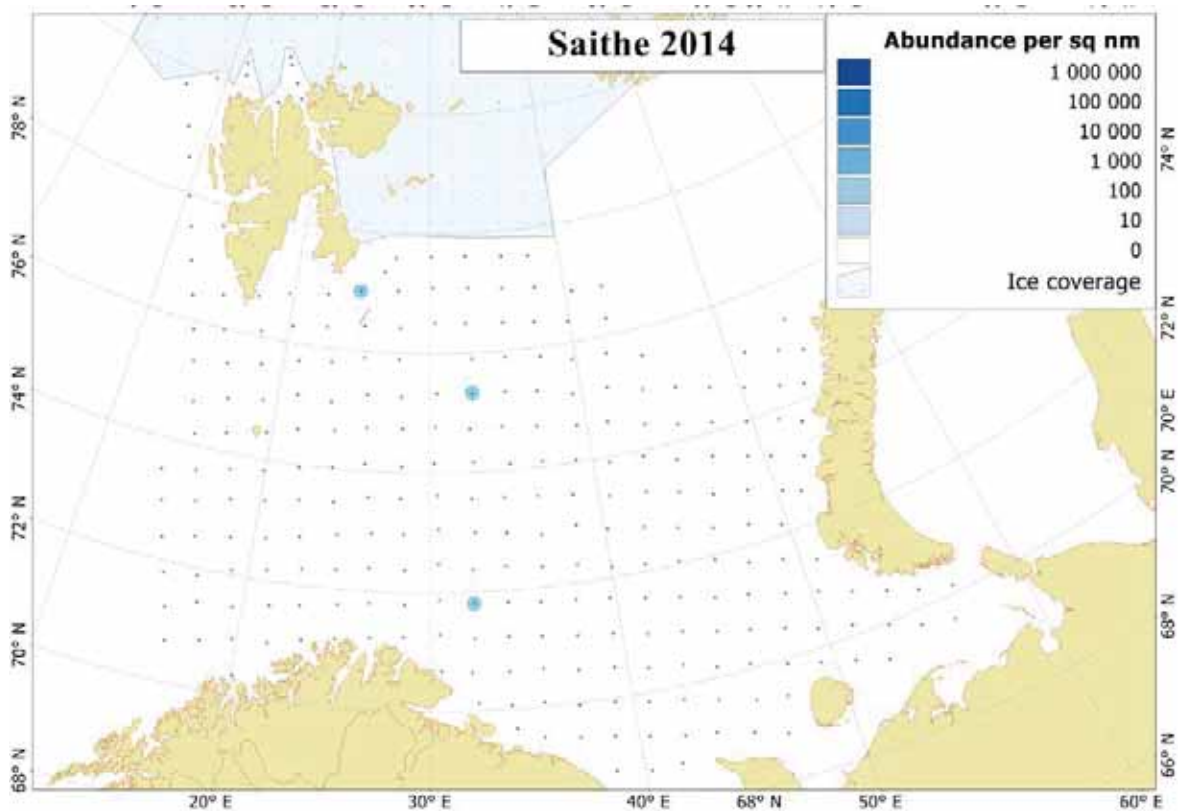 Saithe 2014
Abundance per sq nm
1 000 000
100 000
10 000
1 000
100
10
0
Ice coverage
78° N
76° N
74° N
72° N
70° N
68° N
74° N
72° N
70° E
70° N
68° N
66° N
20° E
30° E
40° E
68° N
50° E
60° E